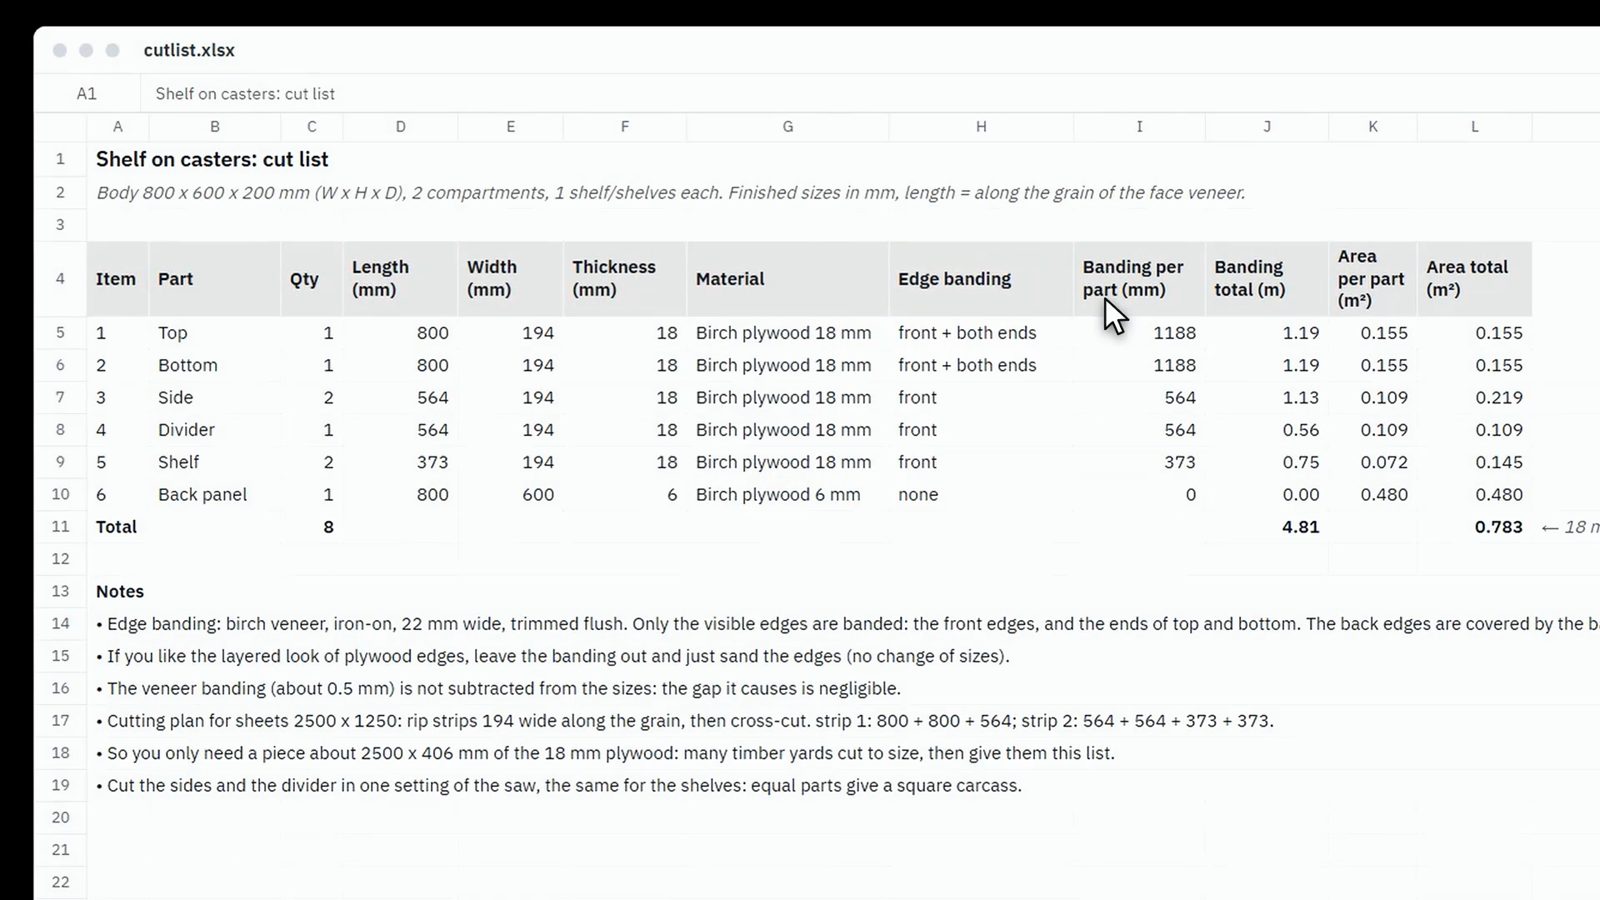 cutlist.xlsx
A1 Shelf on casters: cut list
A B C D E F G H I J K L
1 Shelf on casters: cut list
2 Body 800 x 600 x 200 mm (W x H x D), 2 compartments, 1 shelf/shelves each. Finished sizes in mm, length = along the grain of the face veneer.
3
4 Item Part Qty Length (mm) Width (mm) Thickness (mm) Material Edge banding Banding per part (mm) Banding total (m) Area per part (m²) Area total (m²)
5 1 Top 1 800 194 18 Birch plywood 18 mm front + both ends 1188 1.19 0.155 0.155
6 2 Bottom 1 800 194 18 Birch plywood 18 mm front + both ends 1188 1.19 0.155 0.155
7 3 Side 2 564 194 18 Birch plywood 18 mm front 564 1.13 0.109 0.219
8 4 Divider 1 564 194 18 Birch plywood 18 mm front 564 0.56 0.109 0.109
9 5 Shelf 2 373 194 18 Birch plywood 18 mm front 373 0.75 0.072 0.145
10 6 Back panel 1 800 600 6 Birch plywood 6 mm none 0 0.00 0.480 0.480
11 Total 8 4.81 0.783 ← 18
12
13 Notes
14 • Edge banding: birch veneer, iron-on, 22 mm wide, trimmed flush. Only the visible edges are banded: the front edges, and the ends of top and bottom. The back edges are covered by the
15 • If you like the layered look of plywood edges, leave the banding out and just sand the edges (no change of sizes).
16 • The veneer banding (about 0.5 mm) is not subtracted from the sizes: the gap it causes is negligible.
17 • Cutting plan for sheets 2500 x 1250: rip strips 194 wide along the grain, then cross-cut. strip 1: 800 + 800 + 564; strip 2: 564 + 564 + 373 + 373.
18 • So you only need a piece about 2500 x 406 mm of the 18 mm plywood: many timber yards cut to size, then give them this list.
19 • Cut the sides and the divider in one setting of the saw, the same for the shelves: equal parts give a square carcass.
20
21
22